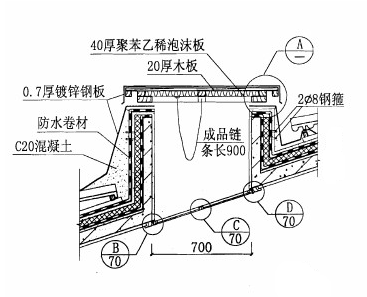 40厚聚苯乙稀泡沫板
A
—
20厚木板
0.7厚镀锌钢板
2ø8钢箍
防水卷材
成品链
条长900
C20混凝土
B
70
C
70
D
70
700